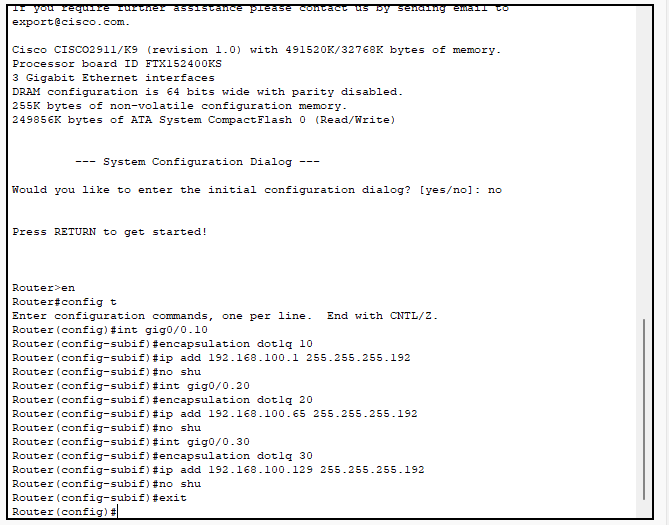 If you require further assistance please contact us by sending email to
export@cisco.com.
Cisco CISCO2911/K9 (revision 1.0) with 491520K/32768K bytes of memory.
Processor board ID FTX152400KS
3 Gigabit Ethernet interfaces
DRAM configuration is 64 bits wide with parity disabled.
255K bytes of non-volatile configuration memory.
249856K bytes of ATA System CompactFlash 0 (Read/Write)
--- System Configuration Dialog ---
Would you like to enter the initial configuration dialog? [yes/no]: no
Press RETURN to get started!
Router>en
Router#config t
Enter configuration commands, one per line.  End with CNTL/Z.
Router(config)#int gig0/0.10
Router(config-subif)#encapsulation dot1q 10
Router(config-subif)#ip add 192.168.100.1 255.255.255.192
Router(config-subif)#no shu
Router(config-subif)#int gig0/0.20
Router(config-subif)#encapsulation dot1q 20
Router(config-subif)#ip add 192.168.100.65 255.255.255.192
Router(config-subif)#no shu
Router(config-subif)#int gig0/0.30
Router(config-subif)#encapsulation dot1q 30
Router(config-subif)#ip add 192.168.100.129 255.255.255.192
Router(config-subif)#no shu
Router(config-subif)#exit
Router(config)#